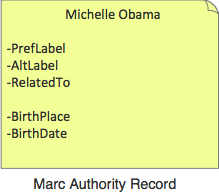 Michelle Obama
-PrefLabel
-AltLabel
-RelatedTo
-BirthPlace
-BirthDate
Marc Authority Record